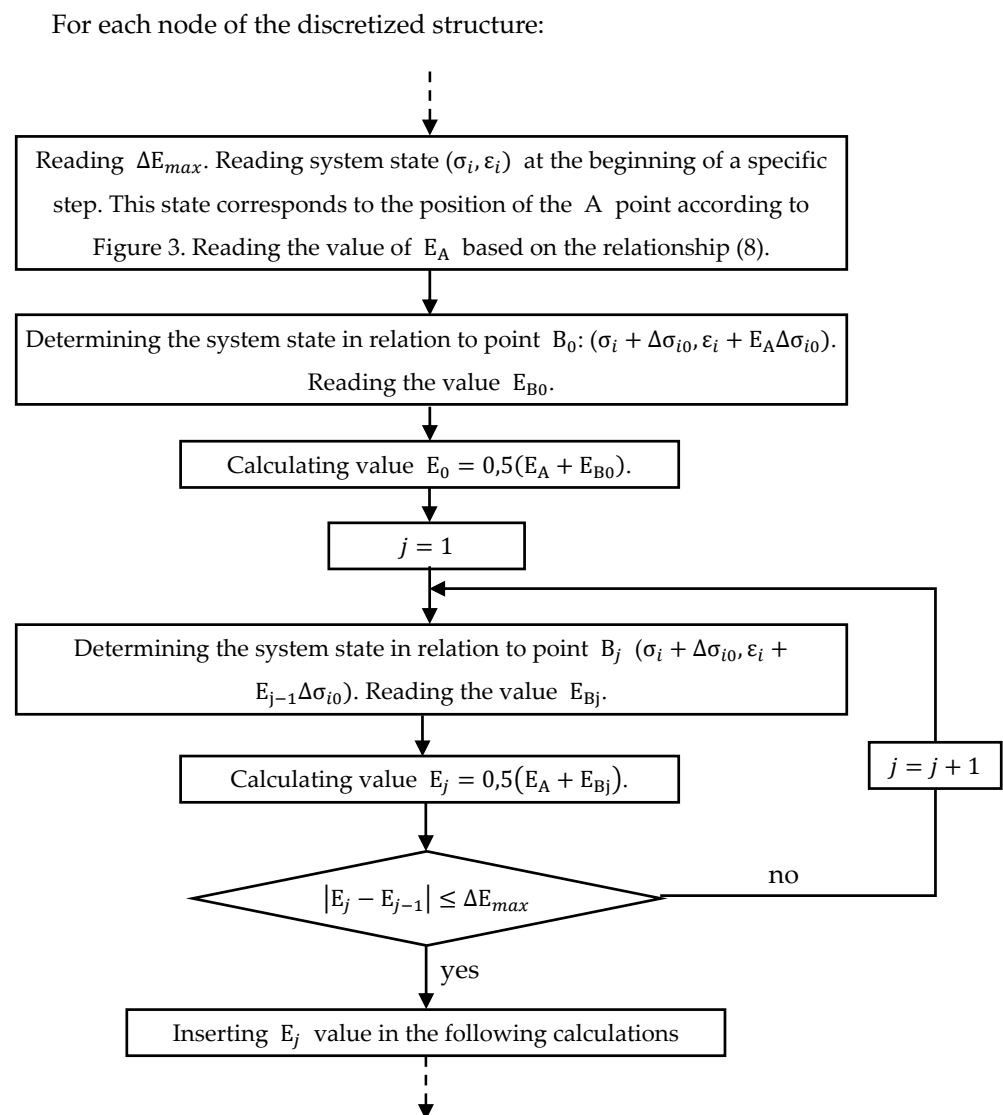 For each node of the discretized structure:
Reading ΔE_max. Reading system state (σ_i, ε_i) at the beginning of a specific
step. This state corresponds to the position of the A point according to
Figure 3. Reading the value of E_A based on the relationship (8).
Determining the system state in relation to point B_0: (σ_i + Δσ_i0, ε_i + E_AΔσ_i0).
Reading the value E_B0.
Calculating value E_0 = 0,5(E_A + E_B0).
j = 1
Determining the system state in relation to point B_j (σ_i + Δσ_i0, ε_i +
E_j−1Δσ_i0). Reading the value E_Bj.
j = j + 1
Calculating value E_j = 0,5(E_A + E_Bj).
|E_j − E_j−1| ≤ ΔE_max
no
yes
Inserting E_j value in the following calculations